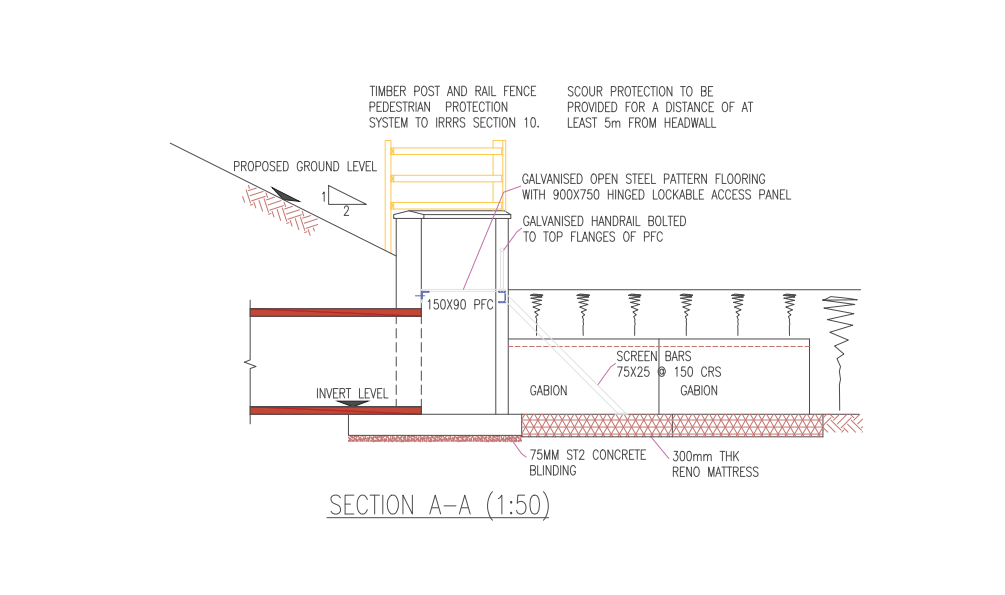 TIMBER POST AND RAIL FENCE
PEDESTRIAN PROTECTION
SYSTEM TO IRRRS SECTION 10.
SCOUR PROTECTION TO BE
PROVIDED FOR A DISTANCE OF AT
LEAST 5m FROM HEADWALL
PROPOSED GROUND LEVEL
1
2
GALVANISED OPEN STEEL PATTERN FLOORING
WITH 900X750 HINGED LOCKABLE ACCESS PANEL
GALVANISED HANDRAIL BOLTED
TO TOP FLANGES OF PFC
150X90 PFC
SCREEN BARS
75X25 @ 150 CRS
INVERT LEVEL
GABION
GABION
75MM ST2 CONCRETE
BLINDING
300mm THK
RENO MATTRESS
SECTION A-A (1:50)